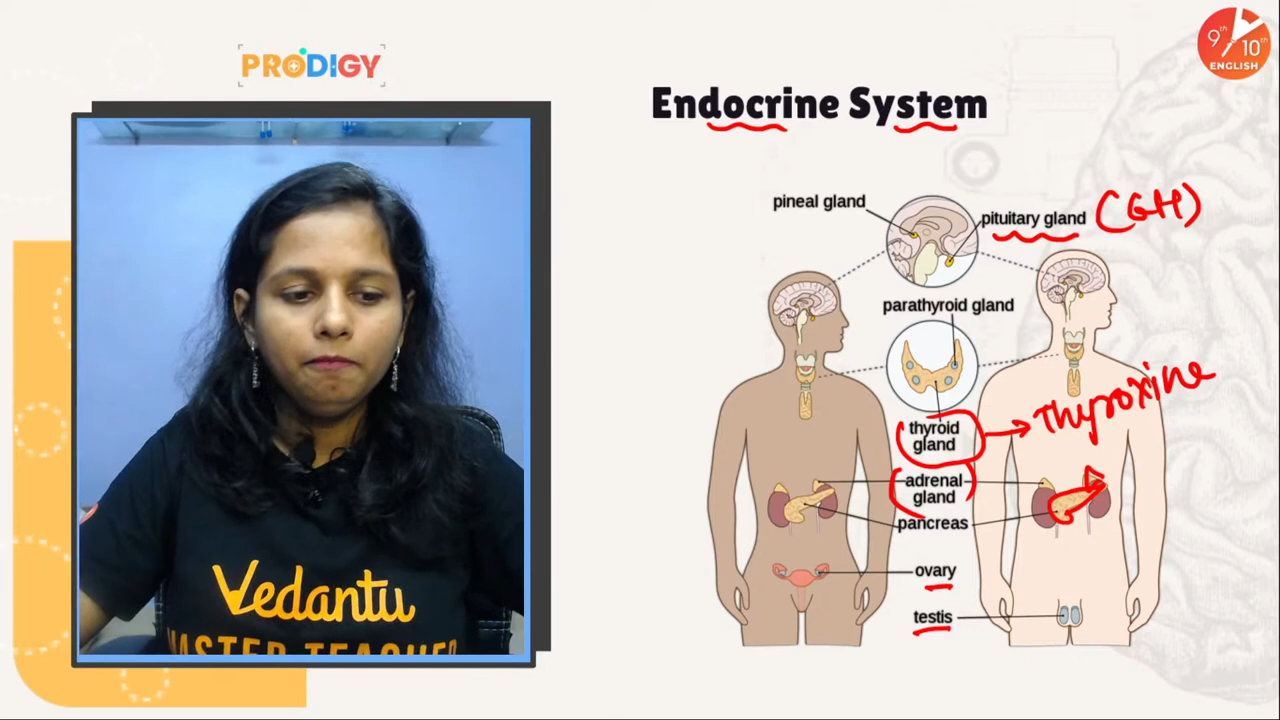 PRODIGY
9th 10th
ENGLISH
Endocrine System
pineal gland
pituitary gland (GH)
parathyroid gland
thyroid
gland
Thyroxine
adrenal
gland
pancreas
ovary
testis
Vedantu
MASTER TEACHER